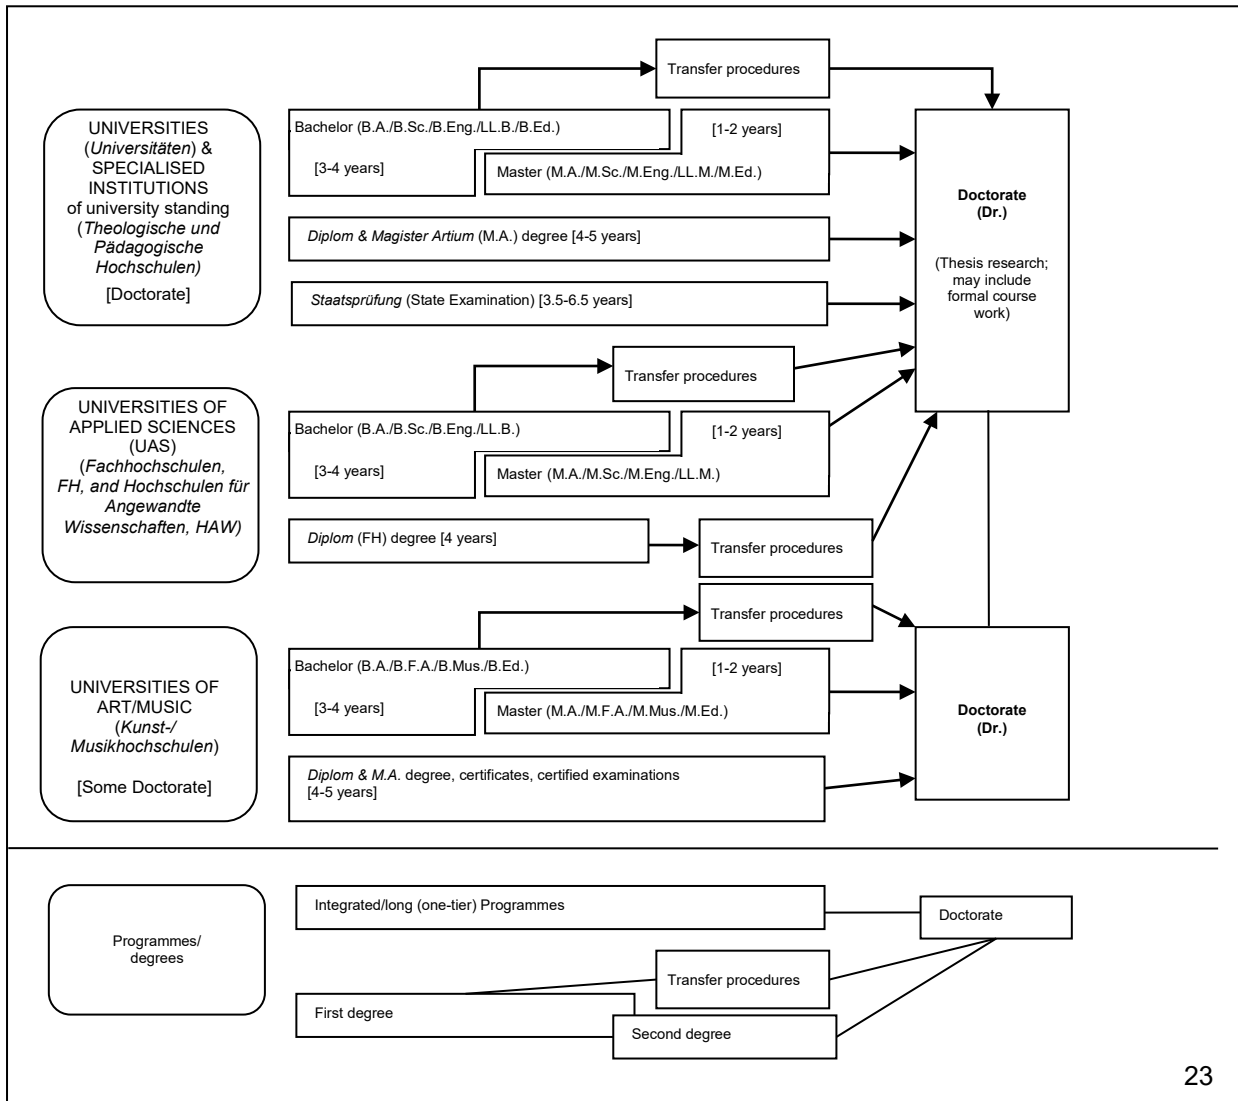 Transfer procedures
UNIVERSITIES
(Universitäten) &
SPECIALISED
INSTITUTIONS
of university standing
(Theologische und
Pädagogische
Hochschulen)
[Doctorate]
. Bachelor (B.A./B.Sc./B.Eng./LL.B./B.Ed.)
[3-4 years]
[1-2 years]
Master (M.A./M.Sc./M.Eng./LL.M./M.Ed.)
Diplom & Magister Artium (M.A.) degree [4-5 years]
Staatsprüfung (State Examination) [3.5-6.5 years]
Doctorate
(Dr.)
(Thesis research;
may include
formal course
work)
Transfer procedures
UNIVERSITIES OF
APPLIED SCIENCES
(UAS)
(Fachhochschulen,
FH, and Hochschulen für
Angewandte
Wissenschaften, HAW)
. Bachelor (B.A./B.Sc./B.Eng./LL.B.)
[3-4 years]
[1-2 years]
Master (M.A./M.Sc./M.Eng./LL.M.)
Diplom (FH) degree [4 years]
Transfer procedures
Transfer procedures
UNIVERSITIES OF
ART/MUSIC
(Kunst-/
Musikhochschulen)
[Some Doctorate]
. Bachelor (B.A./B.F.A./B.Mus./B.Ed.)
[3-4 years]
[1-2 years]
Master (M.A./M.F.A./M.Mus./M.Ed.)
Diplom & M.A. degree, certificates, certified examinations
[4-5 years]
Doctorate
(Dr.)
Programmes/
degrees
Integrated/long (one-tier) Programmes
Doctorate
Transfer procedures
First degree
Second degree
23